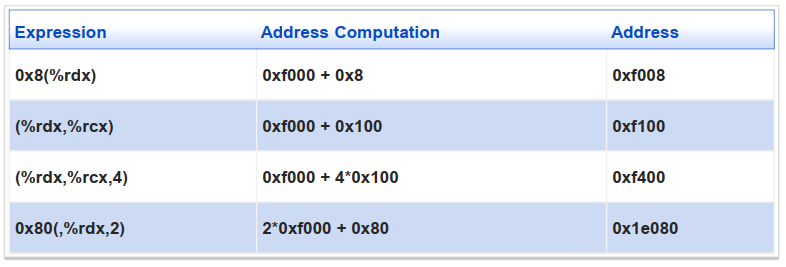 Expression Address Computation Address
0x8(%rdx) 0xf000 + 0x8 0xf008
(%rdx,%rcx) 0xf000 + 0x100 0xf100
(%rdx,%rcx,4) 0xf000 + 4*0x100 0xf400
0x80(,%rdx,2) 2*0xf000 + 0x80 0x1e080